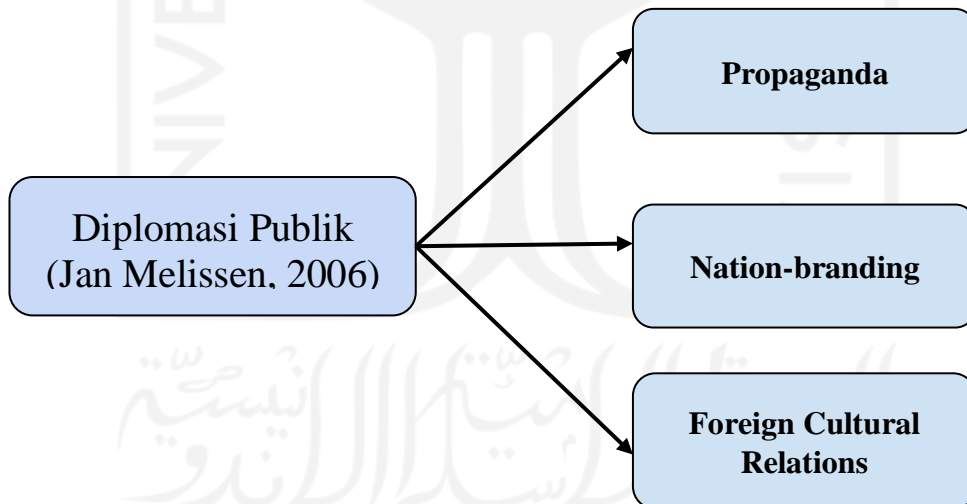 Propaganda
Diplomasi Publik
(Jan Melissen, 2006)
Nation-branding
Foreign Cultural
Relations